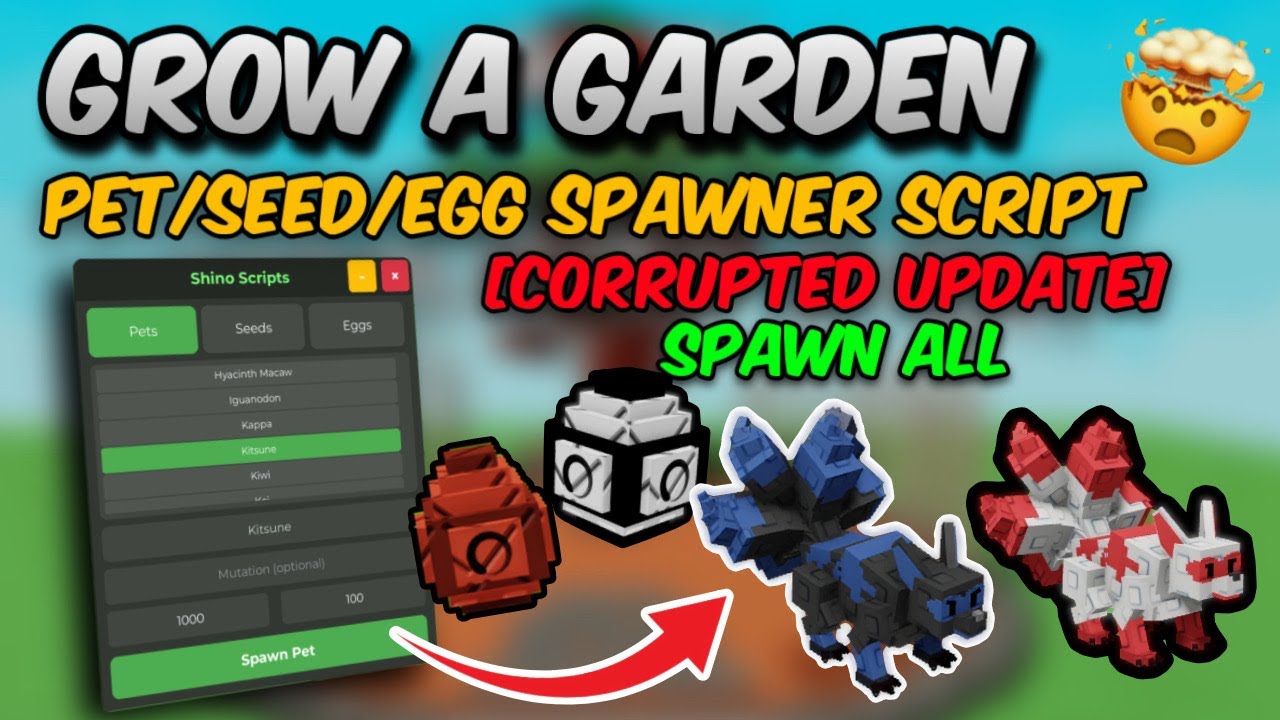 GROW A GARDEN
PET/SEED/EGG SPAWNER SCRIPT
[CORRUPTED UPDATE]
SPAWN ALL
Shino Scripts
-
x
Pets
Seeds
Eggs
Hyacinth Macaw
Iguanodon
Kappa
Kitsune
Kiwi
Koi
Kitsune
Mutation (optional)
1000
100
Spawn Pet